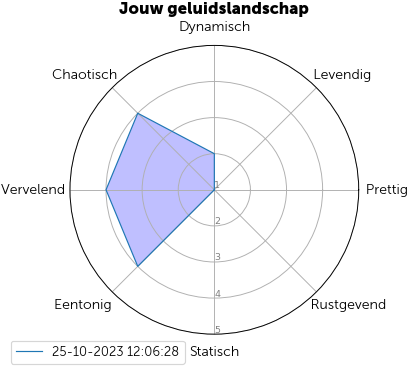 Jouw geluidslandschap
Dynamisch
Chaotisch
Levendig
Vervelend
1
Prettig
2
3
4
5
Eentonig
Rustgevend
25-10-2023 12:06:28
Statisch